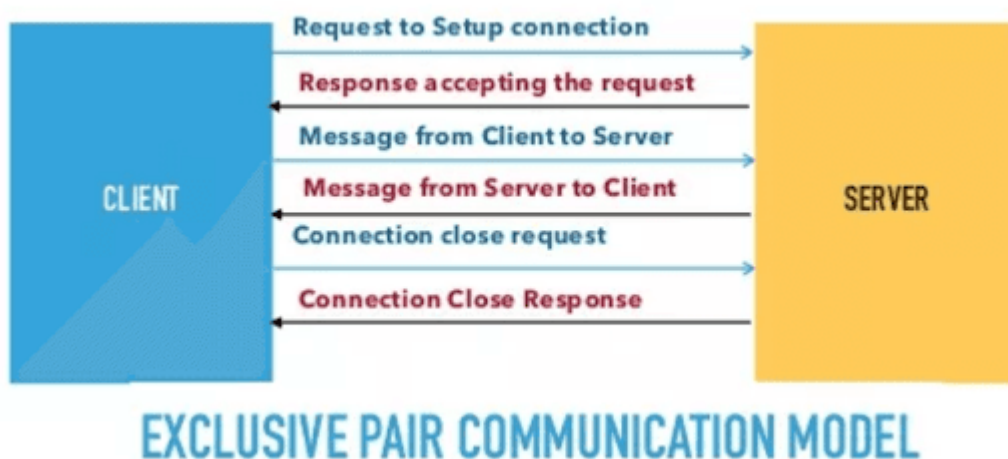 Request to Setup connection
Response accepting the request
Message from Client to Server
CLIENT
Message from Server to Client
SERVER
Connection close request
Connection Close Response
EXCLUSIVE PAIR COMMUNICATION MODEL